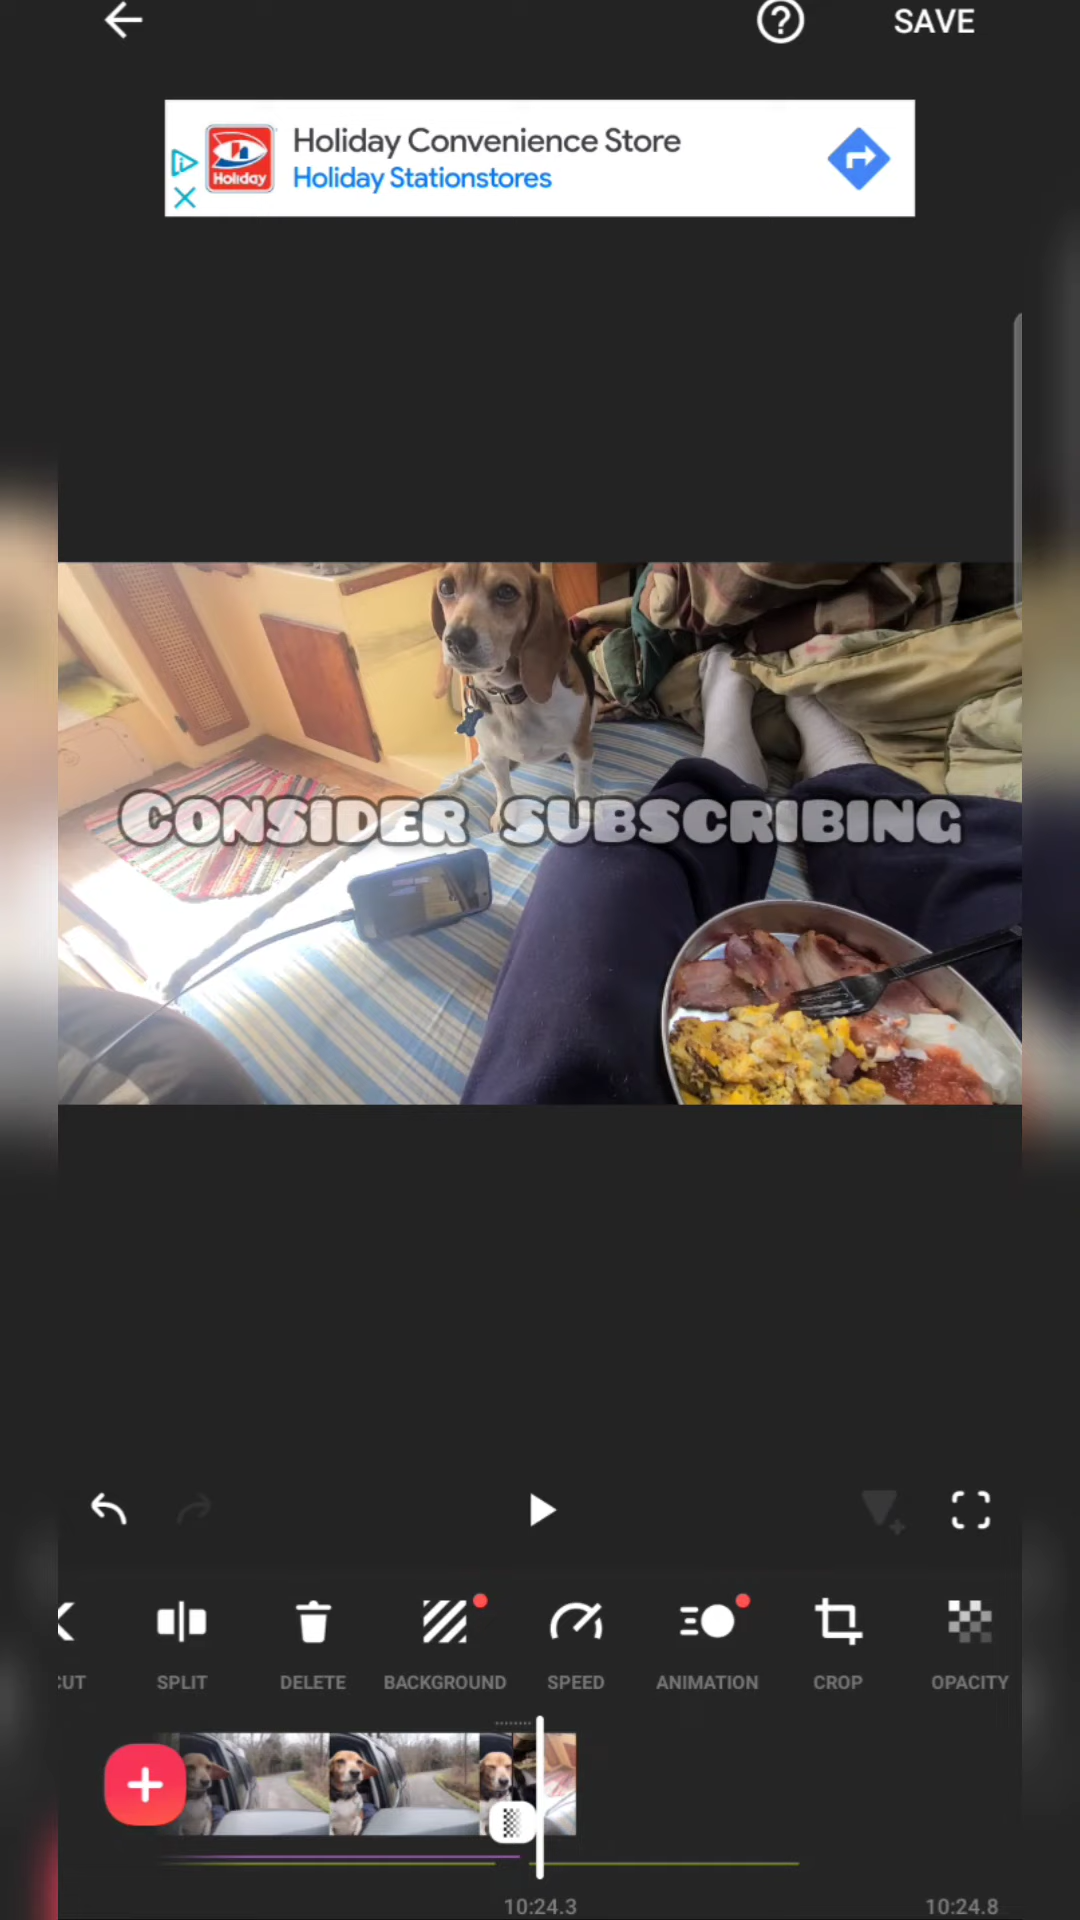 SAVE
Holiday Convenience Store
Holiday
Holiday Stationstores
CONSIDER SUBSCRIBING
CUT SPLIT DELETE BACKGROUND SPEED ANIMATION CROP OPACITY
10:24.3 10:24.8